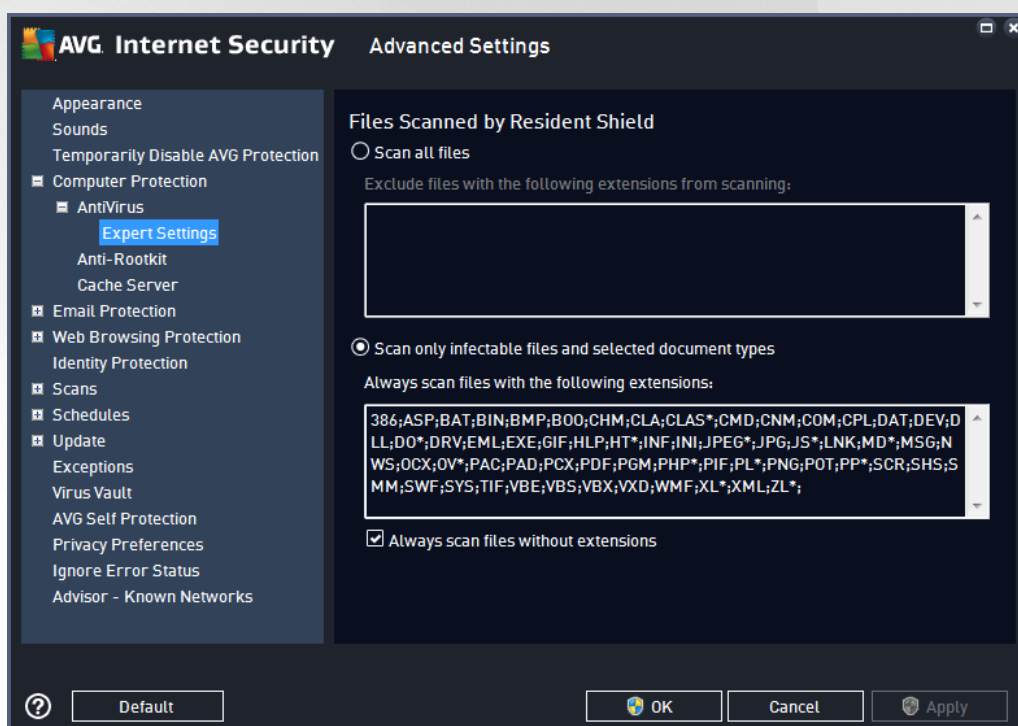 AVG. Internet Security Advanced Settings
Appearance
Sounds
Temporarily Disable AVG Protection
Computer Protection
AntiVirus
Expert Settings
Anti-Rootkit
Cache Server
Email Protection
Web Browsing Protection
Identity Protection
Scans
Schedules
Update
Exceptions
Virus Vault
AVG Self Protection
Privacy Preferences
Ignore Error Status
Advisor - Known Networks
Files Scanned by Resident Shield
Scan all files
Exclude files with the following extensions from scanning:
Scan only infectable files and selected document types
Always scan files with the following extensions:
386;ASP;BAT;BIN;BMP;BOO;CHM;CLA;CLAS*;CMD;CNM;COM;CPL;DAT;DEV;D
LL;DO*;DRV;EML;EXE;GIF;HLP;HT*;INF;INI;JPEG*;JPG;JS*;LNK;MD*;MSG;N
WS;OCX;OV*;PAC;PAD;PCX;PDF;PGM;PHP*;PIF;PL*;PNG;POT;PP*;SCR;SHS;S
MM;SWF;SYS;TIF;VBE;VBS;VBX;VXD;WMF;XL*;XML;ZL*;
Always scan files without extensions
? Default OK Cancel Apply